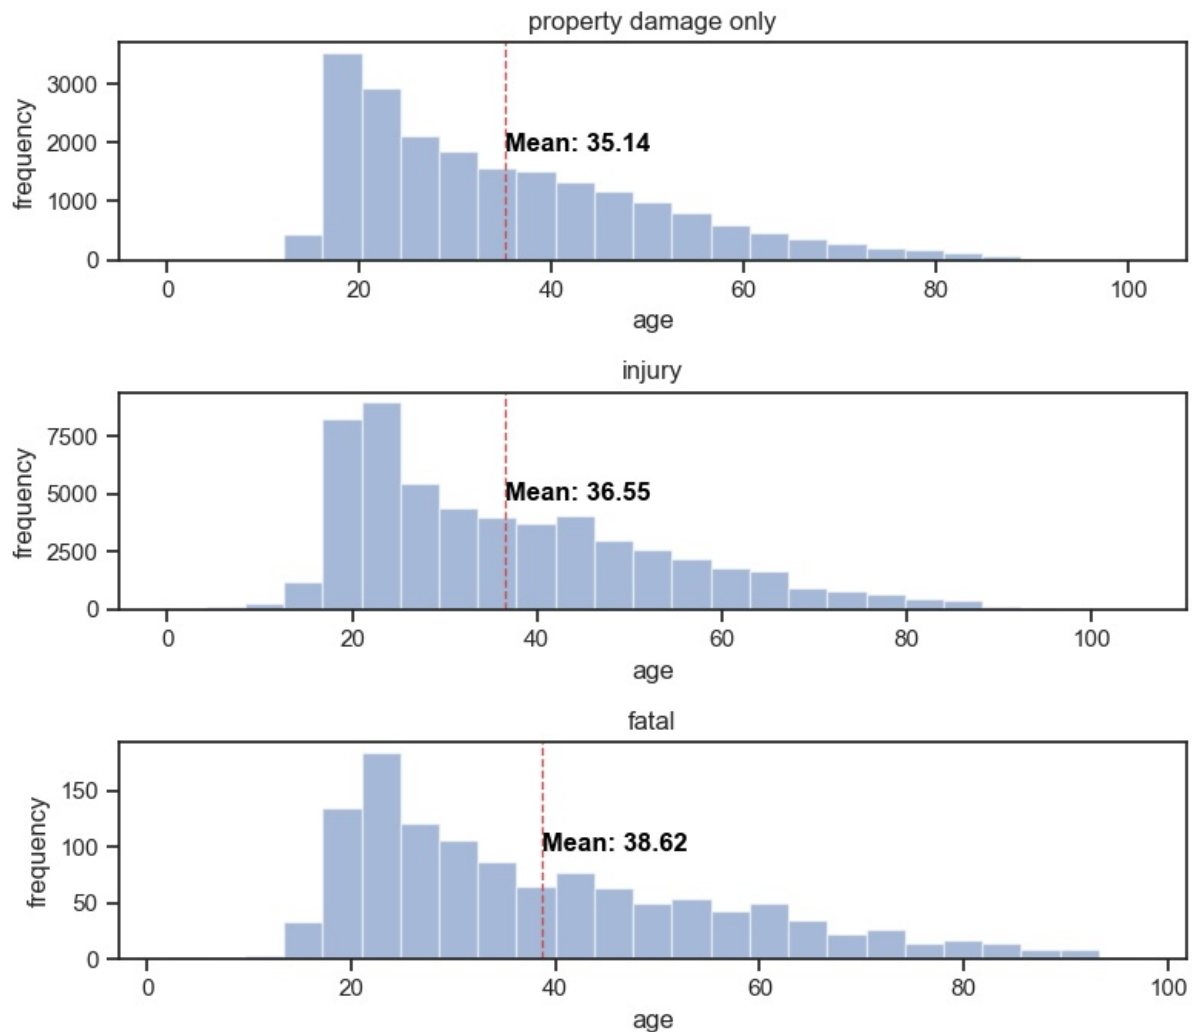 property damage only
3000
2000
1000
0
frequency
Mean: 35.14
0 20 40 60 80 100
age
injury
7500
5000
2500
0
frequency
Mean: 36.55
0 20 40 60 80 100
age
fatal
150
100
50
0
frequency
Mean: 38.62
0 20 40 60 80 100
age